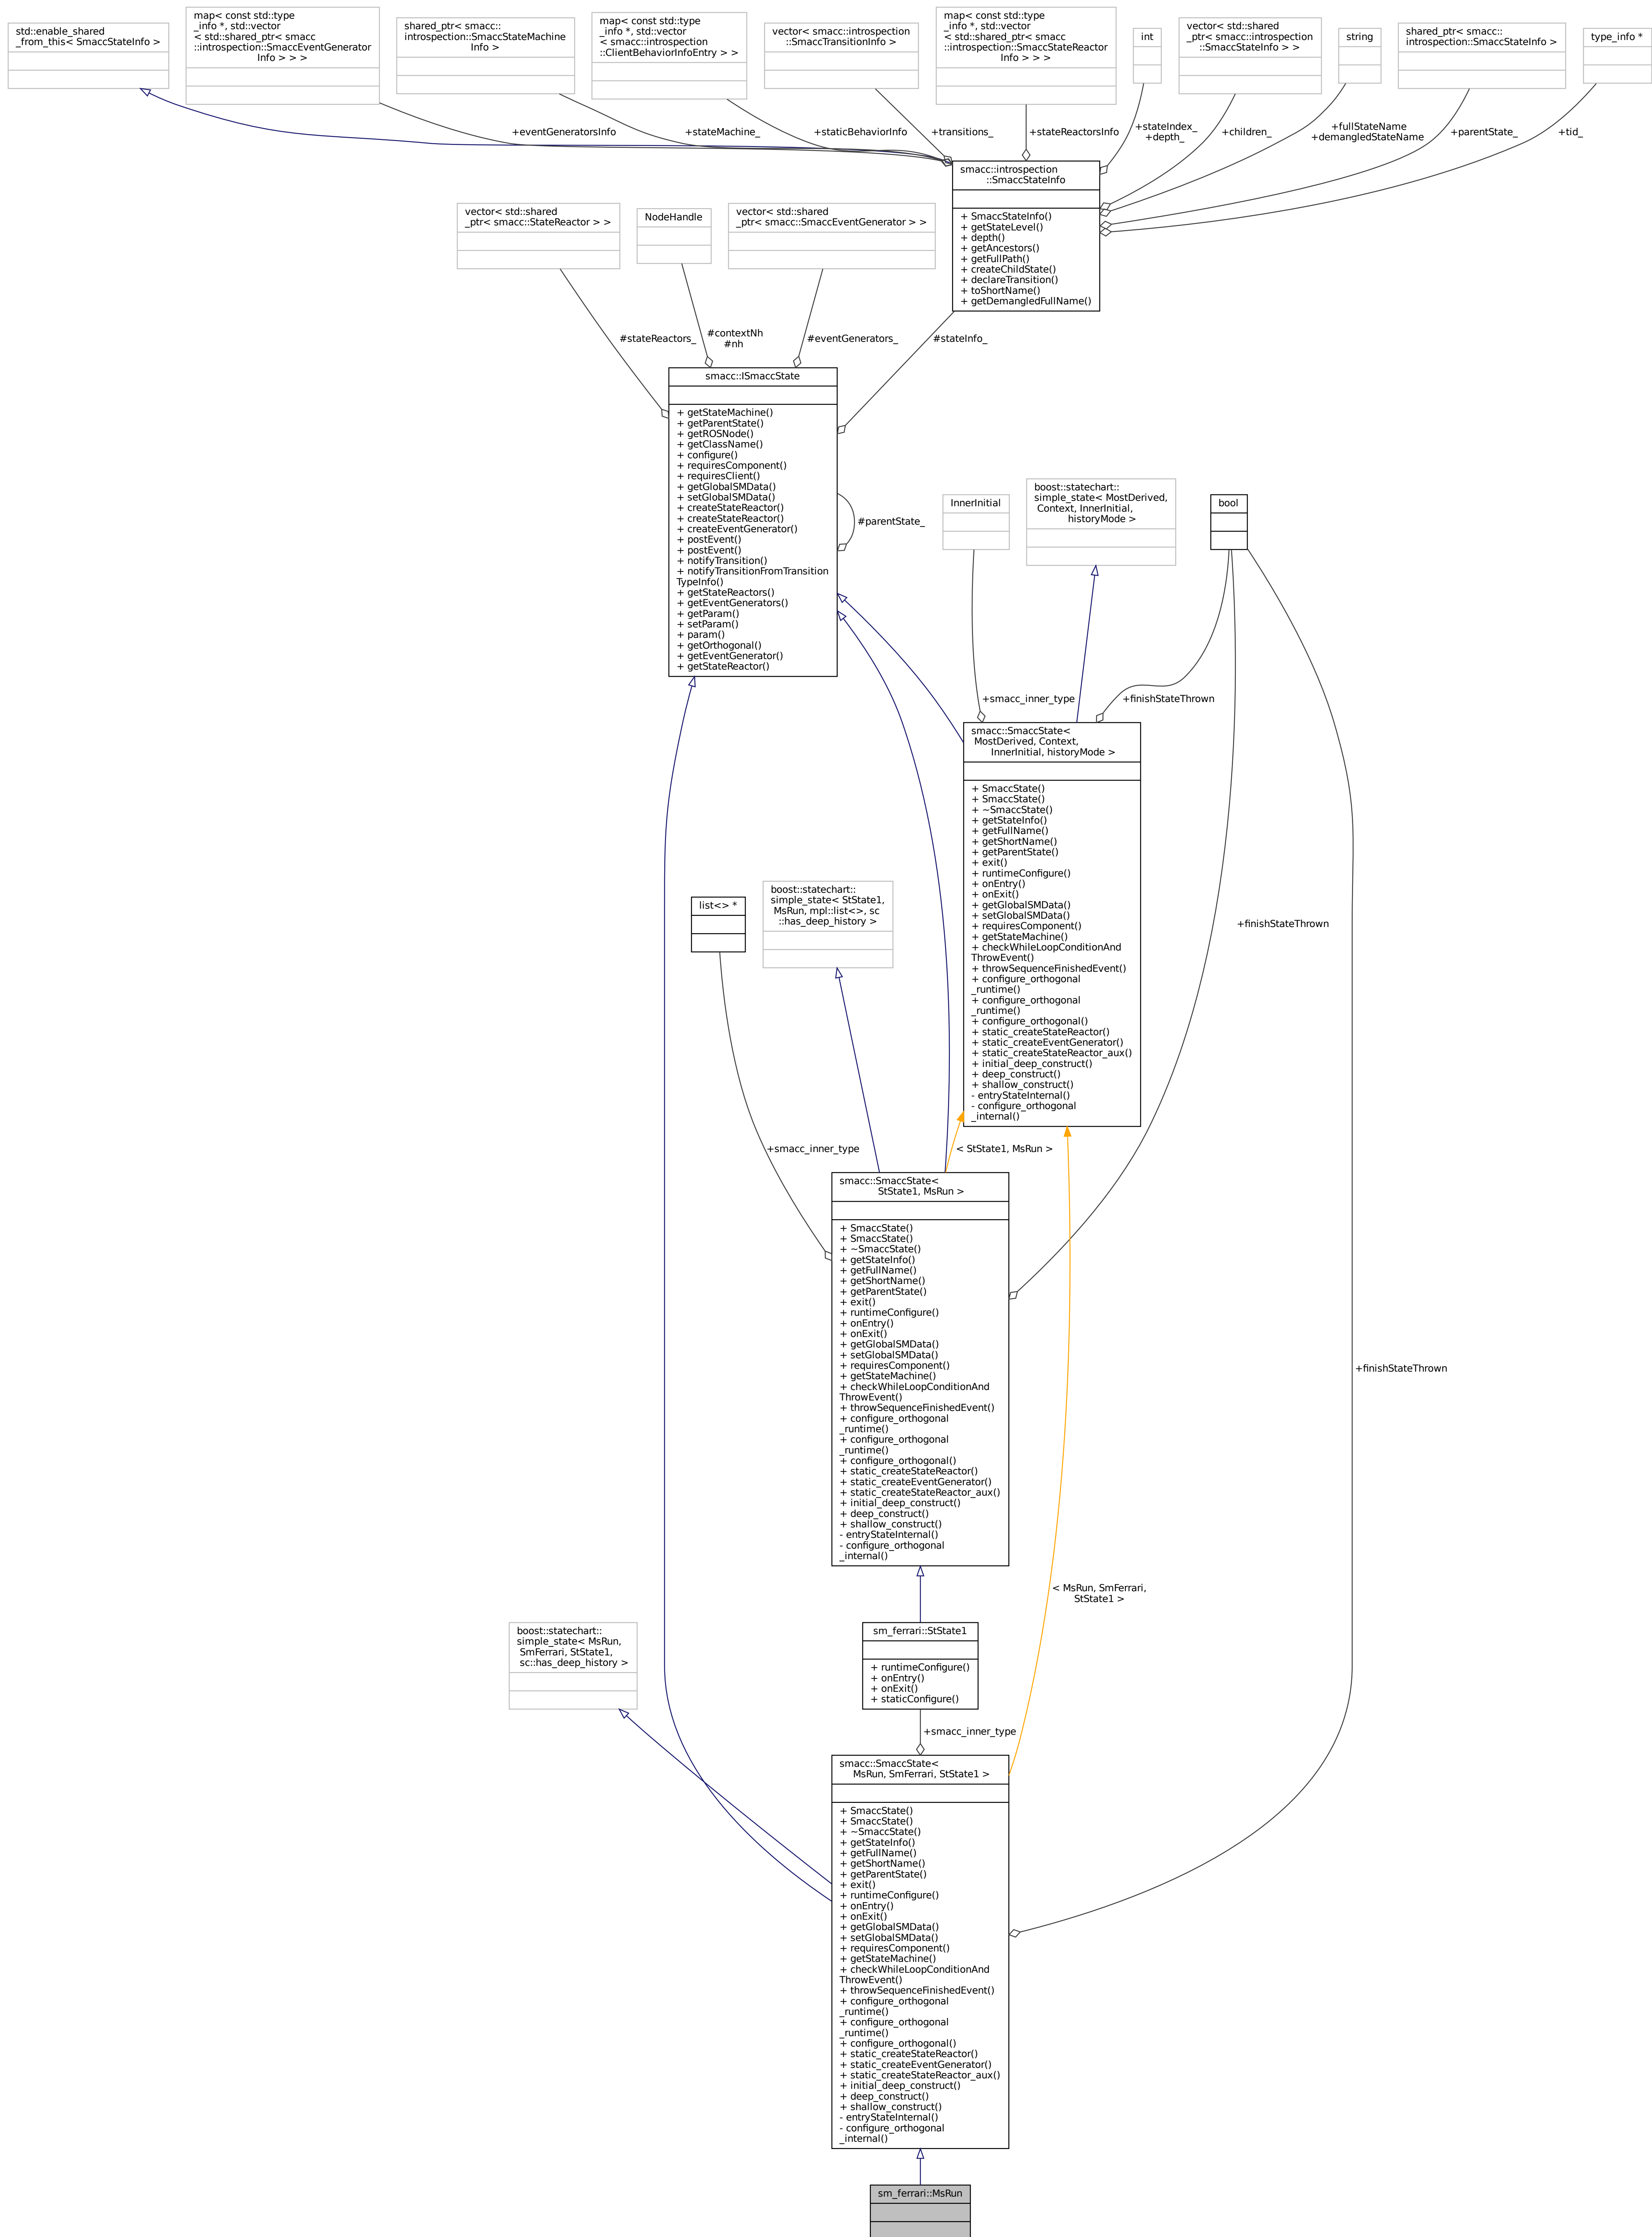 std::enable_shared
_from_this< SmaccStateInfo >
map< const std::type
_info *, std::vector
< std::shared_ptr< smacc
::introspection::SmaccEventGenerator
Info > > >
shared_ptr< smacc::
introspection::SmaccStateMachine
Info >
map< const std::type
_info *, std::vector
< smacc::introspection
::ClientBehaviorInfoEntry > >
vector< smacc::introspection
::SmaccTransitionInfo >
map< const std::type
_info *, std::vector
< std::shared_ptr< smacc
::introspection::SmaccStateReactor
Info > > >
int
vector< std::shared
_ptr< smacc::introspection
::SmaccStateInfo > >
string
shared_ptr< smacc::
introspection::SmaccStateInfo >
type_info *
+eventGeneratorsInfo
+stateMachine_
+staticBehaviorInfo
+transitions_
+stateReactorsInfo
+stateIndex_
+depth_
+children_
+fullStateName
+demangledStateName
+parentState_
+tid_
smacc::introspection
::SmaccStateInfo
+ SmaccStateInfo()
+ getStateLevel()
+ depth()
+ getAncestors()
+ getFullPath()
+ createChildState()
+ declareTransition()
+ toShortName()
+ getDemangledFullName()
vector< std::shared
_ptr< smacc::StateReactor > >
NodeHandle
vector< std::shared
_ptr< smacc::SmaccEventGenerator > >
#stateReactors_
#contextNh
#nh
#eventGenerators_
#stateInfo_
smacc::ISmaccState
+ getStateMachine()
+ getParentState()
+ getROSNode()
+ getClassName()
+ configure()
+ requiresComponent()
+ requiresClient()
+ getGlobalSMData()
+ setGlobalSMData()
+ createStateReactor()
+ createStateReactor()
+ createEventGenerator()
+ postEvent()
+ postEvent()
+ notifyTransition()
+ notifyTransitionFromTransition
TypeInfo()
+ getStateReactors()
+ getEventGenerators()
+ getParam()
+ setParam()
+ param()
+ getOrthogonal()
+ getEventGenerator()
+ getStateReactor()
#parentState_
InnerInitial
boost::statechart::
simple_state< MostDerived,
Context, InnerInitial,
historyMode >
bool
+smacc_inner_type
+finishStateThrown
smacc::SmaccState<
MostDerived, Context,
InnerInitial, historyMode >
+ SmaccState()
+ SmaccState()
+ ~SmaccState()
+ getStateInfo()
+ getFullName()
+ getShortName()
+ getParentState()
+ exit()
+ runtimeConfigure()
+ onEntry()
+ onExit()
+ getGlobalSMData()
+ setGlobalSMData()
+ requiresComponent()
+ getStateMachine()
+ checkWhileLoopConditionAnd
ThrowEvent()
+ throwSequenceFinishedEvent()
+ configure_orthogonal
_runtime()
+ configure_orthogonal
_runtime()
+ configure_orthogonal()
+ static_createStateReactor()
+ static_createEventGenerator()
+ static_createStateReactor_aux()
+ initial_deep_construct()
+ deep_construct()
+ shallow_construct()
- entryStateInternal()
- configure_orthogonal
_internal()
list<> *
boost::statechart::
simple_state< StState1,
MsRun, mpl::list<>, sc
::has_deep_history >
+finishStateThrown
+smacc_inner_type
< StState1, MsRun >
smacc::SmaccState<
StState1, MsRun >
+ SmaccState()
+ SmaccState()
+ ~SmaccState()
+ getStateInfo()
+ getFullName()
+ getShortName()
+ getParentState()
+ exit()
+ runtimeConfigure()
+ onEntry()
+ onExit()
+ getGlobalSMData()
+ setGlobalSMData()
+ requiresComponent()
+ getStateMachine()
+ checkWhileLoopConditionAnd
ThrowEvent()
+ throwSequenceFinishedEvent()
+ configure_orthogonal
_runtime()
+ configure_orthogonal
_runtime()
+ configure_orthogonal()
+ static_createStateReactor()
+ static_createEventGenerator()
+ static_createStateReactor_aux()
+ initial_deep_construct()
+ deep_construct()
+ shallow_construct()
- entryStateInternal()
- configure_orthogonal
_internal()
+finishStateThrown
< MsRun, SmFerrari,
StState1 >
boost::statechart::
simple_state< MsRun,
SmFerrari, StState1,
sc::has_deep_history >
sm_ferrari::StState1
+ runtimeConfigure()
+ onEntry()
+ onExit()
+ staticConfigure()
+smacc_inner_type
smacc::SmaccState<
MsRun, SmFerrari, StState1 >
+ SmaccState()
+ SmaccState()
+ ~SmaccState()
+ getStateInfo()
+ getFullName()
+ getShortName()
+ getParentState()
+ exit()
+ runtimeConfigure()
+ onEntry()
+ onExit()
+ getGlobalSMData()
+ setGlobalSMData()
+ requiresComponent()
+ getStateMachine()
+ checkWhileLoopConditionAnd
ThrowEvent()
+ throwSequenceFinishedEvent()
+ configure_orthogonal
_runtime()
+ configure_orthogonal
_runtime()
+ configure_orthogonal()
+ static_createStateReactor()
+ static_createEventGenerator()
+ static_createStateReactor_aux()
+ initial_deep_construct()
+ deep_construct()
+ shallow_construct()
- entryStateInternal()
- configure_orthogonal
_internal()
sm_ferrari::MsRun